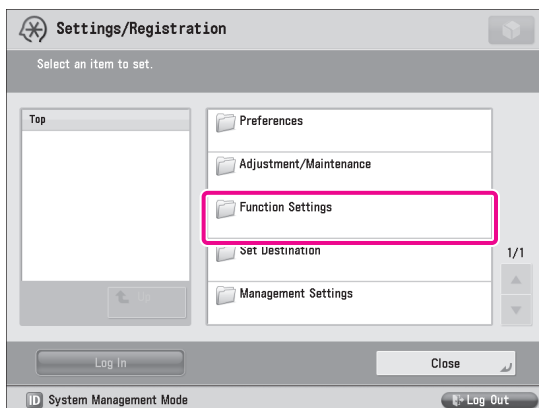 Settings/Registration
Select an item to set.
Top
Preferences
Adjustment/Maintenance
Function Settings
Set Destination
1/1
Up
Management Settings
Log In
Close
ID System Management Mode
Log Out